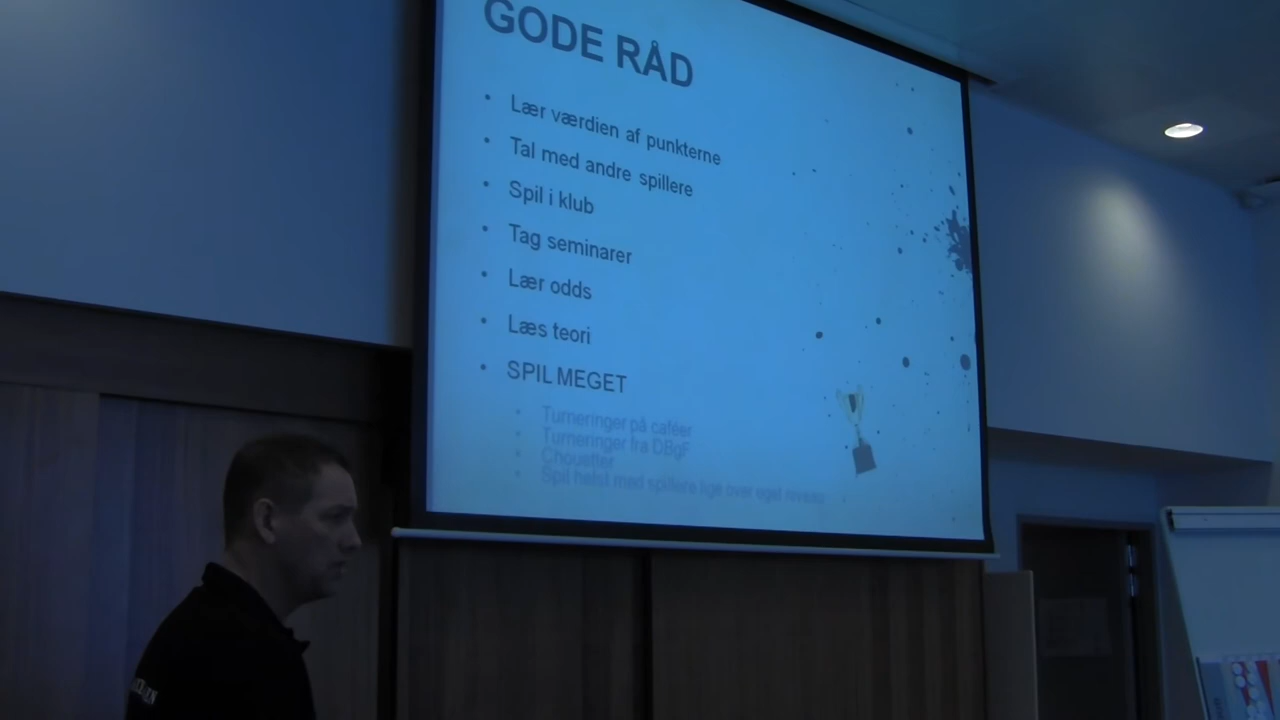 GODE RÅD
• Lær værdien af punkterne
• Tal med andre spillere
• Spil i klub
• Tag seminarer
• Lær odds
• Læs teori
• SPIL MEGET
• Turneringer på caféer
• Turneringer fra DBgF
• Chouetter
• Spil helst med spillere lige over eget niveau